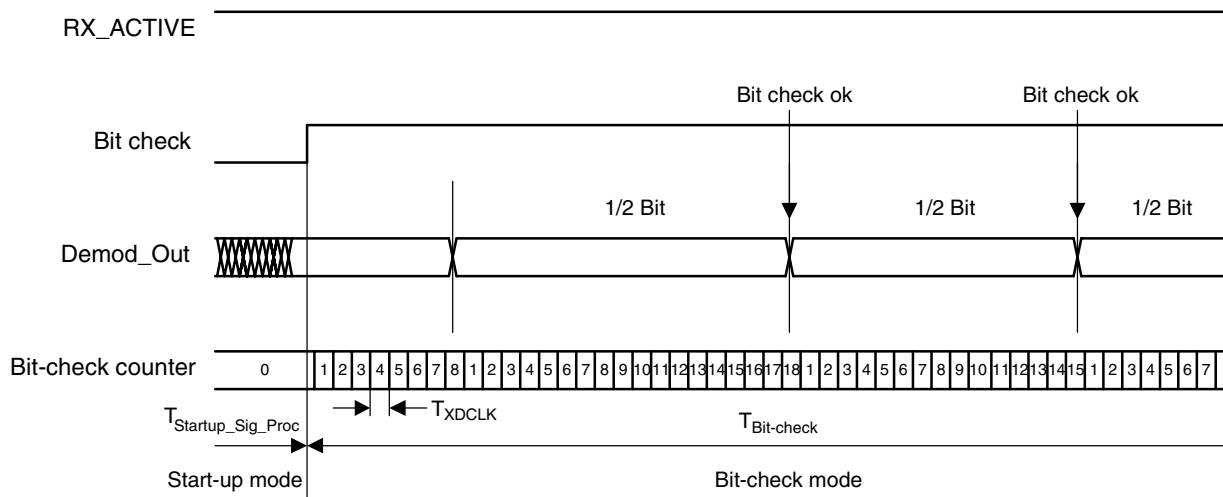 RX_ACTIVE
Bit check ok Bit check ok
Bit check
1/2 Bit 1/2 Bit 1/2 Bit
Demod_Out
Bit-check counter 0 1 2 3 4 5 6 7 8 1 2 3 4 5 6 7 8 9 10 11 12 13 14 15 16 17 18 1 2 3 4 5 6 7 8 9 10 11 12 13 14 15 1 2 3 4 5 6 7
TStartup_Sig_Proc TXDCLK TBit-check
Start-up mode Bit-check mode